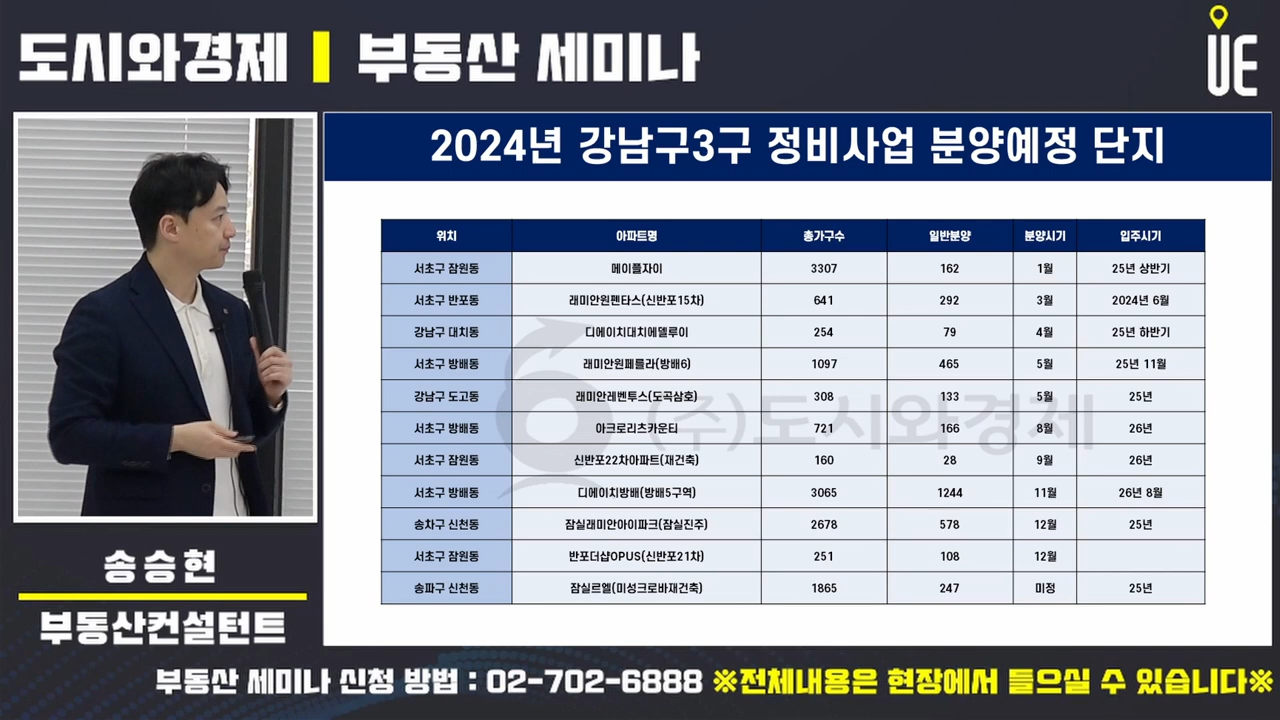 도시와경제 | 부동산 세미나
UE
2024년 강남구3구 정비사업 분양예정 단지
위치 아파트명 총가구수 일반분양 분양시기 입주시기
서초구 잠원동 메이플자이 3307 162 1월 25년 상반기
서초구 반포동 래미안원펜타스(신반포15차) 641 292 3월 2024년 6월
강남구 대치동 디에이치대치에델루이 254 79 4월 25년 하반기
서초구 방배동 래미안원페를라(방배6) 1097 465 5월 25년 11월
강남구 도고동 래미안레벤투스(도곡삼호) 308 133 5월 25년
서초구 방배동 아크로리츠카운티 721 166 8월 26년
서초구 잠원동 신반포22차아파트(재건축) 160 28 9월 26년
서초구 방배동 디에이치방배(방배5구역) 3065 1244 11월 26년 8월
송차구 신천동 잠실래미안아이파크(잠실진주) 2678 578 12월 25년
서초구 잠원동 반포더샵OPUS(신반포21차) 251 108 12월
송파구 신천동 잠실르엘(미성크로바재건축) 1865 247 미정 25년
(주)도시와경제
송승현
부동산컨설턴트
부동산 세미나 신청 방법 : 02-702-6888 ※전체내용은 현장에서 들으실 수 있습니다※